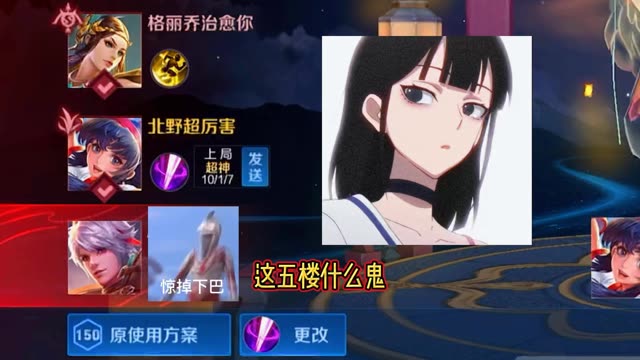 格丽乔治愈你
北野超厉害
上局
超神
10/1/7
发送
惊掉下巴
这五楼什么鬼
150
原使用方案
更改